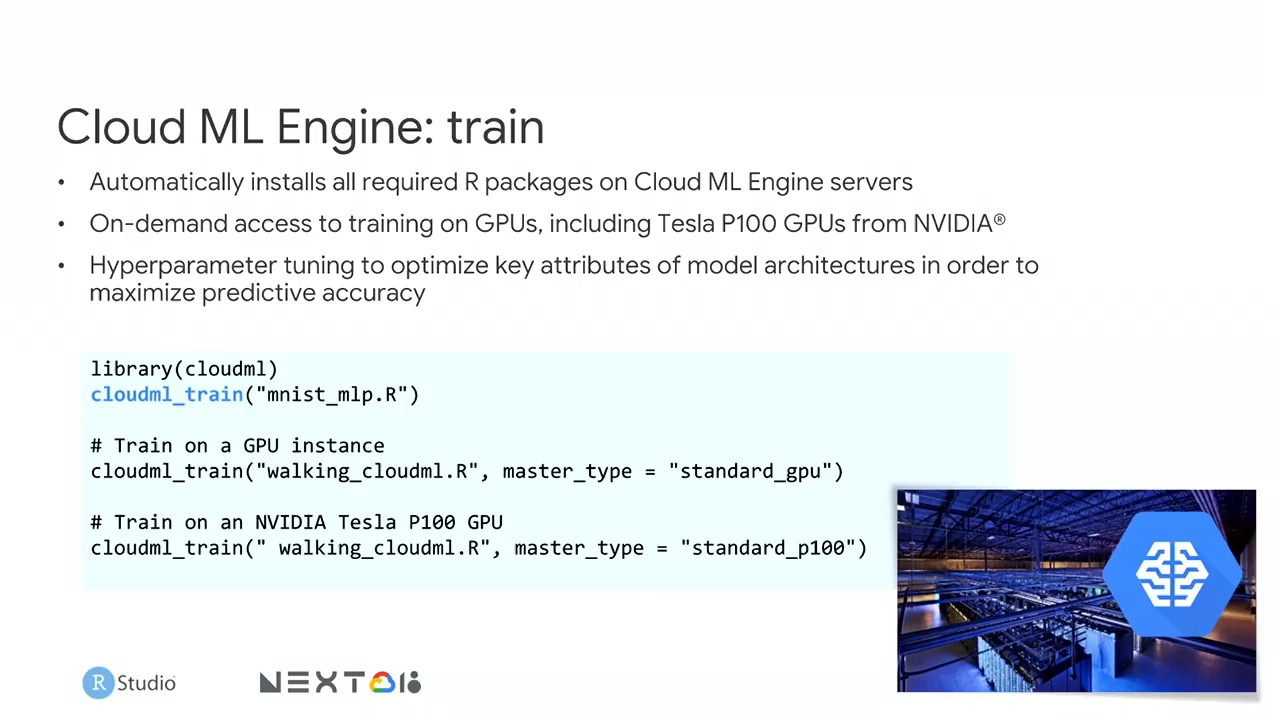 Cloud ML Engine: train
• Automatically installs all required R packages on Cloud ML Engine servers
• On-demand access to training on GPUs, including Tesla P100 GPUs from NVIDIA®
• Hyperparameter tuning to optimize key attributes of model architectures in order to
maximize predictive accuracy
library(cloudml)
cloudml_train("mnist_mlp.R")
# Train on a GPU instance
cloudml_train("walking_cloudml.R", master_type = "standard_gpu")
# Train on an NVIDIA Tesla P100 GPU
cloudml_train(" walking_cloudml.R", master_type = "standard_p100")
R Studio
NEXT 18